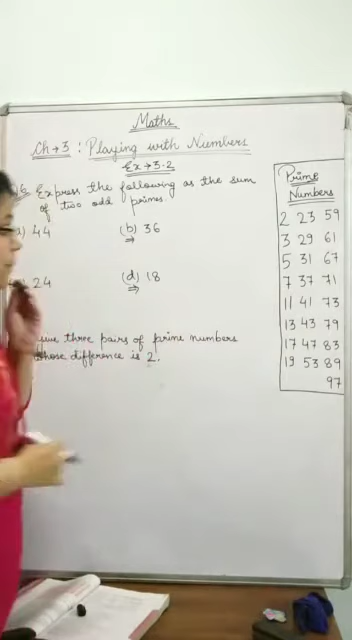 Maths
Ch → 3 : Playing with Numbers
Ex → 3.2
6 Express the following as the sum
of two odd primes.
a) 44 (b) 36
24 (d) 18
three pairs of prime numbers
whose difference is 2.
Prime
Numbers
2 23 59
3 29 61
5 31 67
7 37 71
11 41 73
13 43 79
17 47 83
19 53 89
97